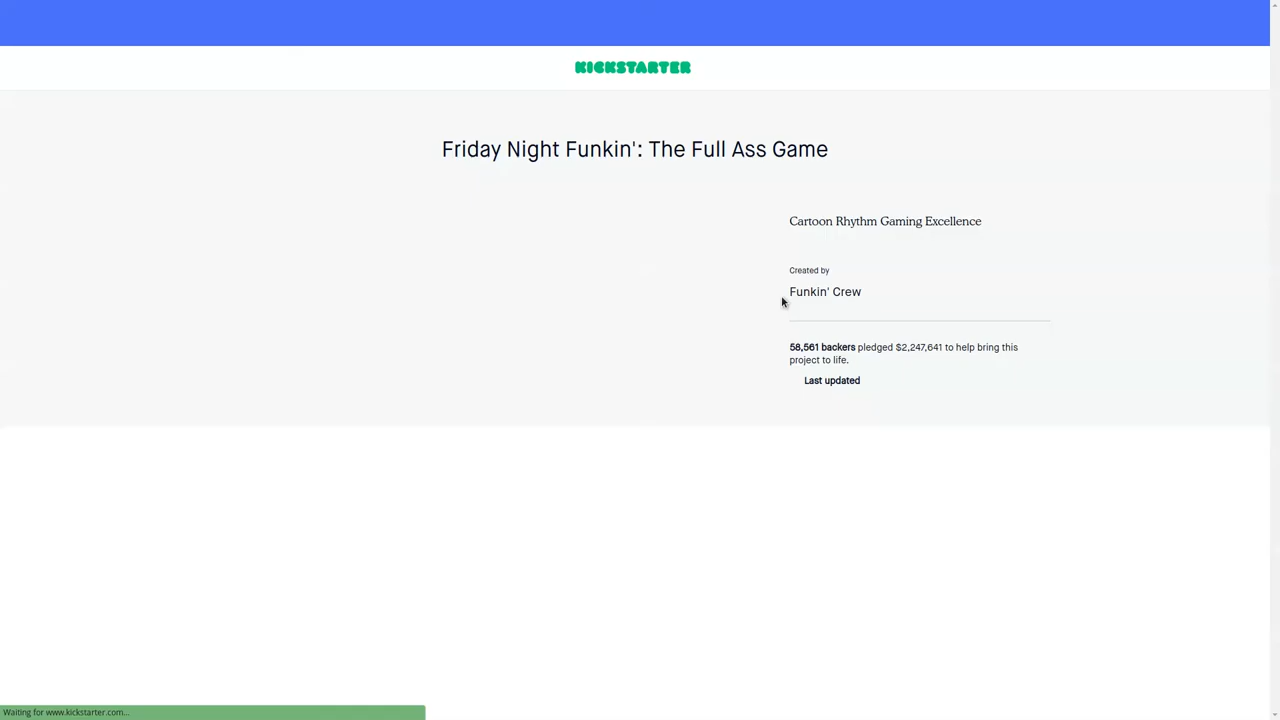 KICKSTARTER
Friday Night Funkin': The Full Ass Game
Cartoon Rhythm Gaming Excellence
Created by
Funkin' Crew
58,561 backers pledged $2,247,641 to help bring this
project to life.
Last updated
Waiting for www.kickstarter.com...